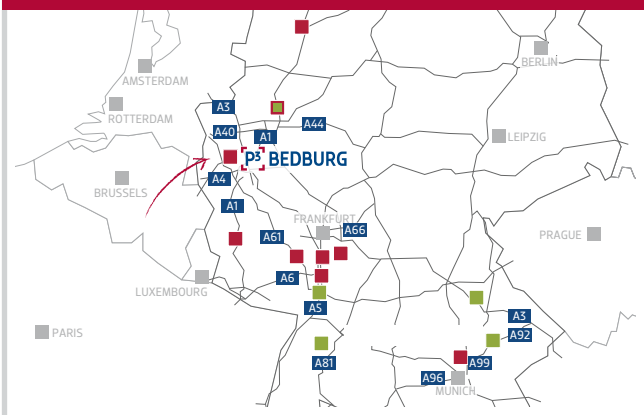 BERLIN
AMSTERDAM
A3
ROTTERDAM
A44
A40
A1
LEIPZIG
P³ BEDBURG
A4
BRUSSELS
A1
FRANKFURT
A66
A61
PRAGUE
A6
LUXEMBOURG
A5
A3
PARIS
A92
A81
A99
A96
MUNICH